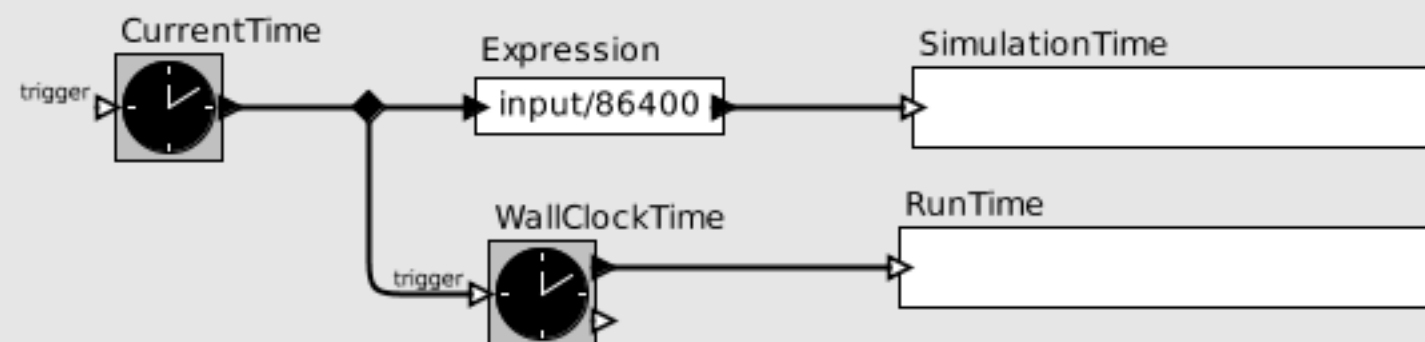 CurrentTime
trigger
Expression
input/86400
SimulationTime
WallClockTime
trigger
RunTime